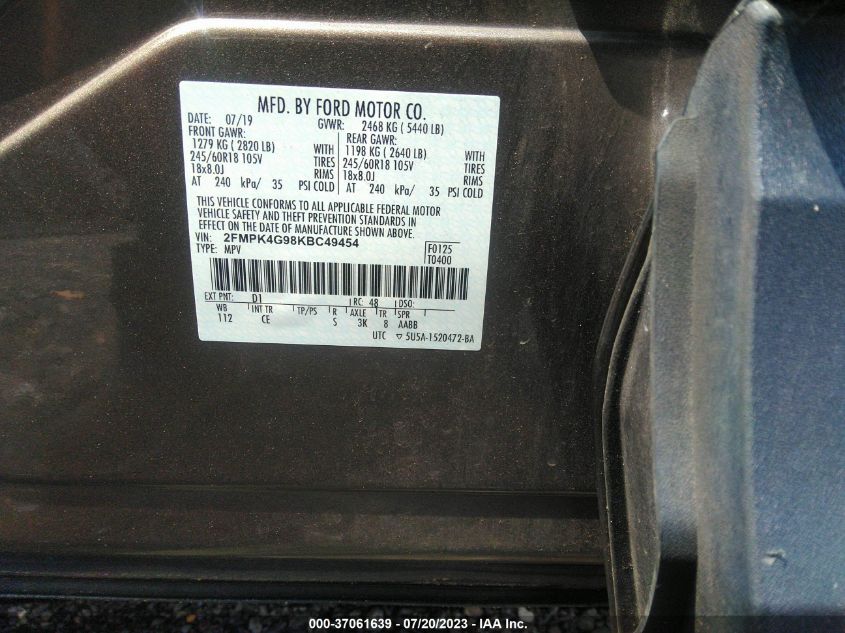 MFD. BY FORD MOTOR CO.
DATE: 07/19 GVWR: 2468 KG ( 5440 LB)
FRONT GAWR: REAR GAWR:
1279 KG ( 2820 LB) WITH 1198 KG ( 2640 LB) WITH
245/60R18 105V TIRES 245/60R18 105V TIRES
18x8.0J RIMS 18x8.0J RIMS
AT 240 kPa/ 35 PSI COLD AT 240 kPa/ 35 PSI COLD
THIS VEHICLE CONFORMS TO ALL APPLICABLE FEDERAL MOTOR
VEHICLE SAFETY AND THEFT PREVENTION STANDARDS IN
EFFECT ON THE DATE OF MANUFACTURE SHOWN ABOVE.
VIN: 2FMPK4G98KBC49454 F0125
TYPE: MPV T0400
EXT PNT: D1 RC: 48 DSO:
WB INT TR TP/PS R AXLE TR SPR
112 CE S 3K 8 AABB
UTC ▽ 5U5A-1520472-BA
000-37061639 - 07/20/2023 - IAA Inc.